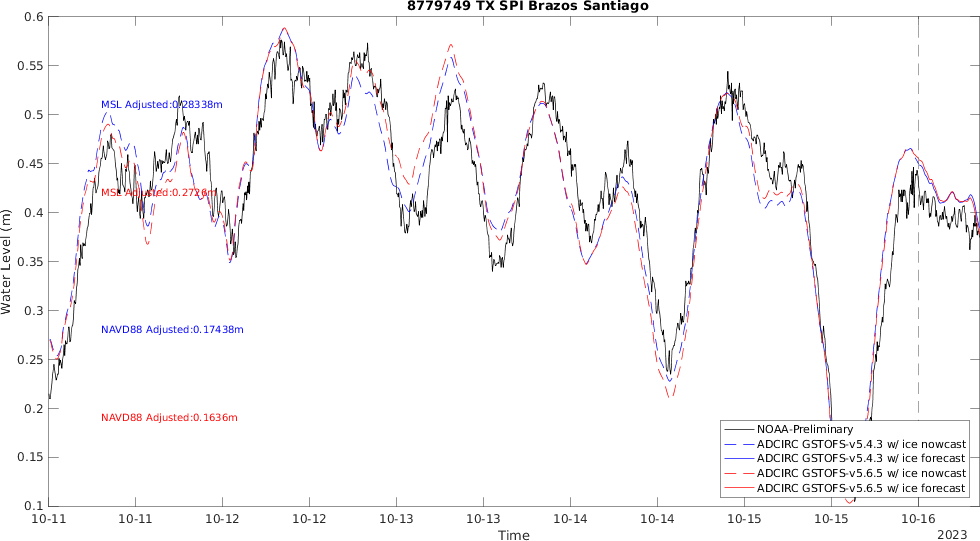 8779749 TX SPI Brazos Santiago
Water Level (m)
0.6
0.55
0.5
0.45
0.4
0.35
0.3
0.25
0.2
0.15
0.1
MSL Adjusted:0.28338m
MSL Adjusted:0.2726m
NAVD88 Adjusted:0.17438m
NAVD88 Adjusted:0.1636m
NOAA-Preliminary
ADCIRC GSTOFS-v5.4.3 w/ ice nowcast
ADCIRC GSTOFS-v5.4.3 w/ ice forecast
ADCIRC GSTOFS-v5.6.5 w/ ice nowcast
ADCIRC GSTOFS-v5.6.5 w/ ice forecast
10-11 10-11 10-12 10-12 10-13 10-13 10-14 10-14 10-15 10-15 10-16
Time
2023